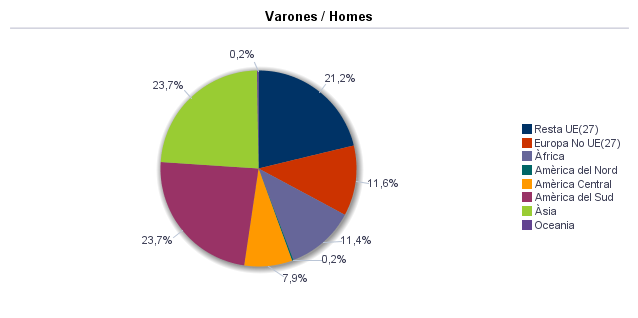 Varones / Homes
0,2%
21,2%
23,7%
11,6%
11,4%
0,2%
7,9%
23,7%
Resta UE(27)
Europa No UE(27)
Àfrica
Amèrica del Nord
Amèrica Central
Amèrica del Sud
Àsia
Oceania